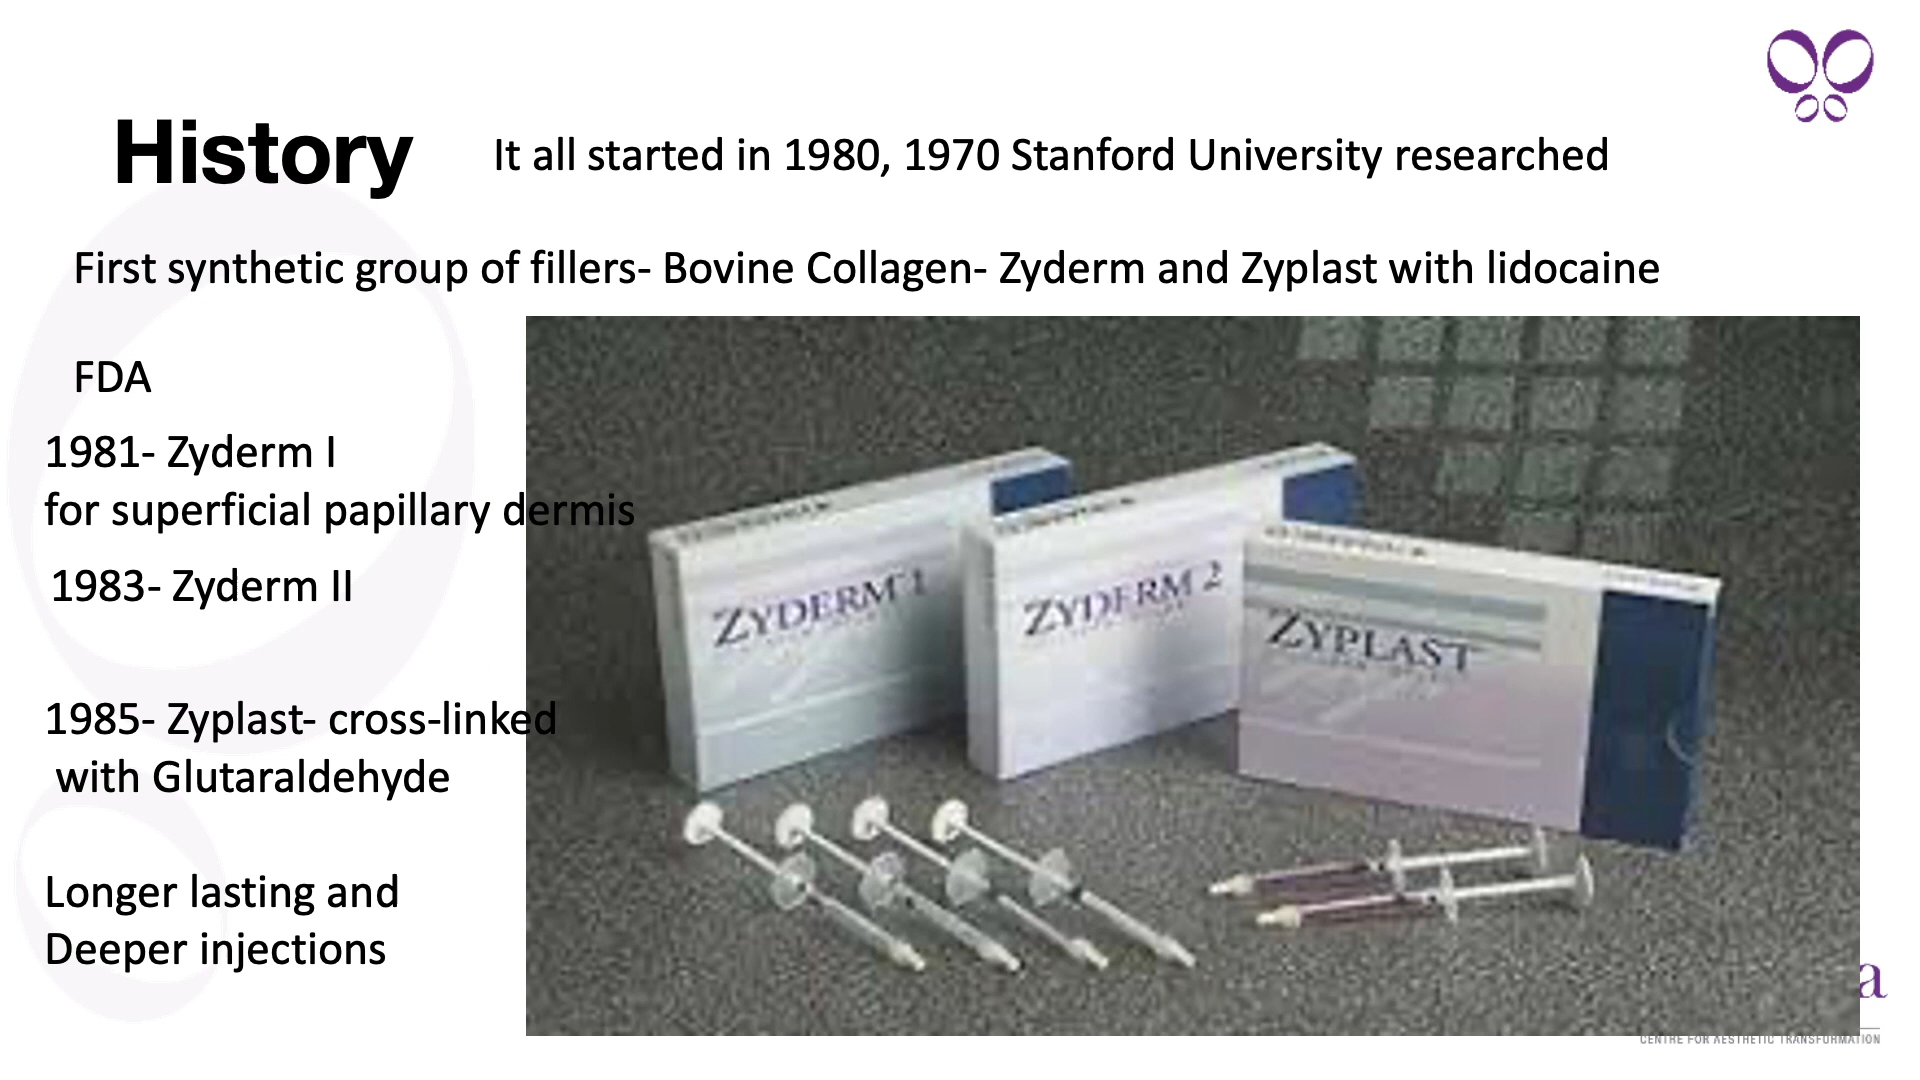 History
It all started in 1980, 1970 Stanford University researched
First synthetic group of fillers- Bovine Collagen- Zyderm and Zyplast with lidocaine
FDA
1981- Zyderm I
for superficial papillary dermis
1983- Zyderm II
1985- Zyplast- cross-linked
with Glutaraldehyde
Longer lasting and
Deeper injections
ZYDERM 1
ZYDERM 2
ZYPLAST
a
CENTRE FOR AESTHETIC TRANSFORMATION